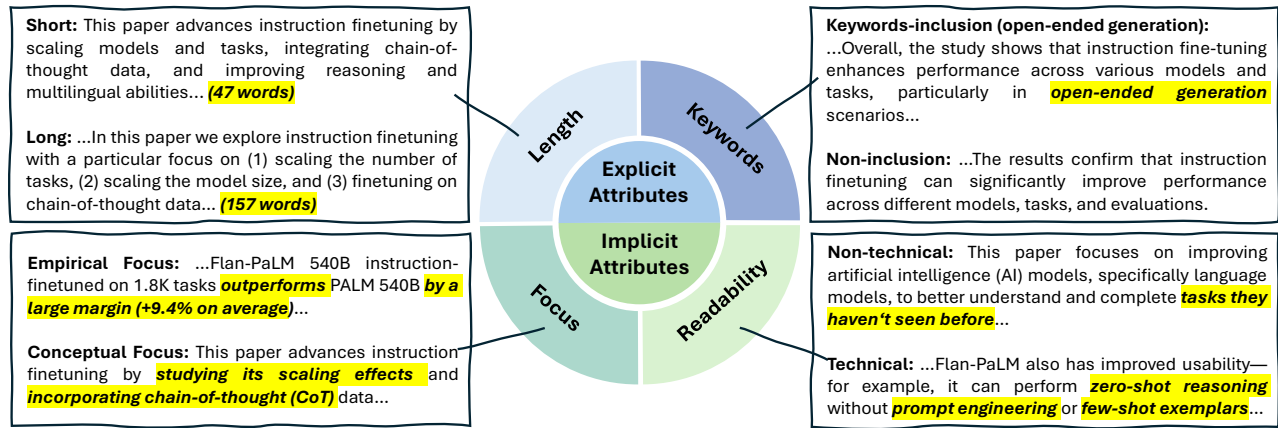 Short: This paper advances instruction finetuning by
scaling models and tasks, integrating chain-of-
thought data, and improving reasoning and
multilingual abilities... (47 words)
Long: ...In this paper we explore instruction finetuning
with a particular focus on (1) scaling the number of
tasks, (2) scaling the model size, and (3) finetuning on
chain-of-thought data... (157 words)
Length
Keywords
Explicit
Attributes
Implicit
Attributes
Focus
Readability
Keywords-inclusion (open-ended generation):
...Overall, the study shows that instruction fine-tuning
enhances performance across various models and
tasks, particularly in open-ended generation
scenarios...
Non-inclusion: ...The results confirm that instruction
finetuning can significantly improve performance
across different models, tasks, and evaluations.
Empirical Focus: ...Flan-PaLM 540B instruction-
finetuned on 1.8K tasks outperforms PALM 540B by a
large margin (+9.4% on average)...
Conceptual Focus: This paper advances instruction
finetuning by studying its scaling effects and
incorporating chain-of-thought (CoT) data...
Non-technical: This paper focuses on improving
artificial intelligence (AI) models, specifically language
models, to better understand and complete tasks they
haven't seen before...
Technical: ...Flan-PaLM also has improved usability—
for example, it can perform zero-shot reasoning
without prompt engineering or few-shot exemplars...